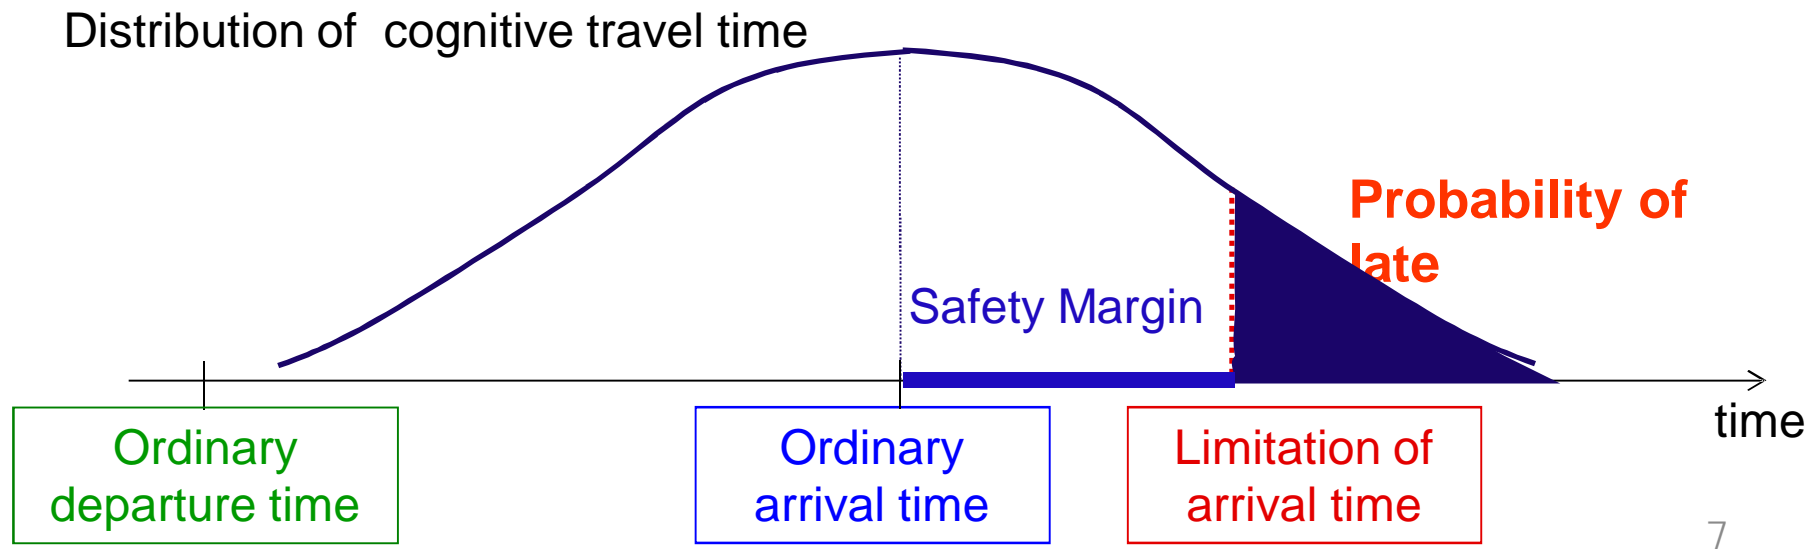 Distribution of  cognitive travel time
Probability of
late
Safety Margin
time
Ordinary
departure time
Ordinary
arrival time
Limitation of
arrival time
7